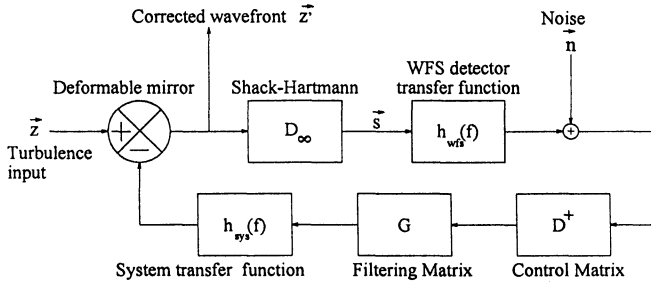 Corrected wavefront z⃗'
Noise
n⃗
Deformable mirror
Shack-Hartmann
WFS detector
transfer function
z⃗
Turbulence
input
+
−
D∞
s⃗
h_wfs(f)
+
h_sys(f)
G
D⁺
System transfer function
Filtering Matrix
Control Matrix